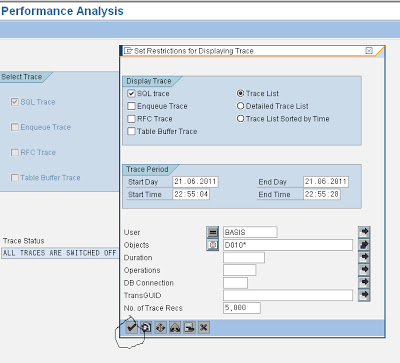 Performance Analysis
Set Restrictions for Displaying Trace
Select Trace
SQL Trace
Enqueue Trace
RFC Trace
Table Buffer Trace
Trace Status
ALL TRACES ARE SWITCHED OFF
Display Trace
SQL trace Trace List
Enqueue Trace Detailed Trace List
RFC Trace Trace List Sorted by Time
Table Buffer Trace
Trace Period
Start Day 21.06.2011 End Day 21.06.2011
Start Time 22:55:04 End Time 22:55:28
User = BASIS
Objects D010*
Duration
Operations
DB Connection
TransGUID
No. of Trace Recs 5,000